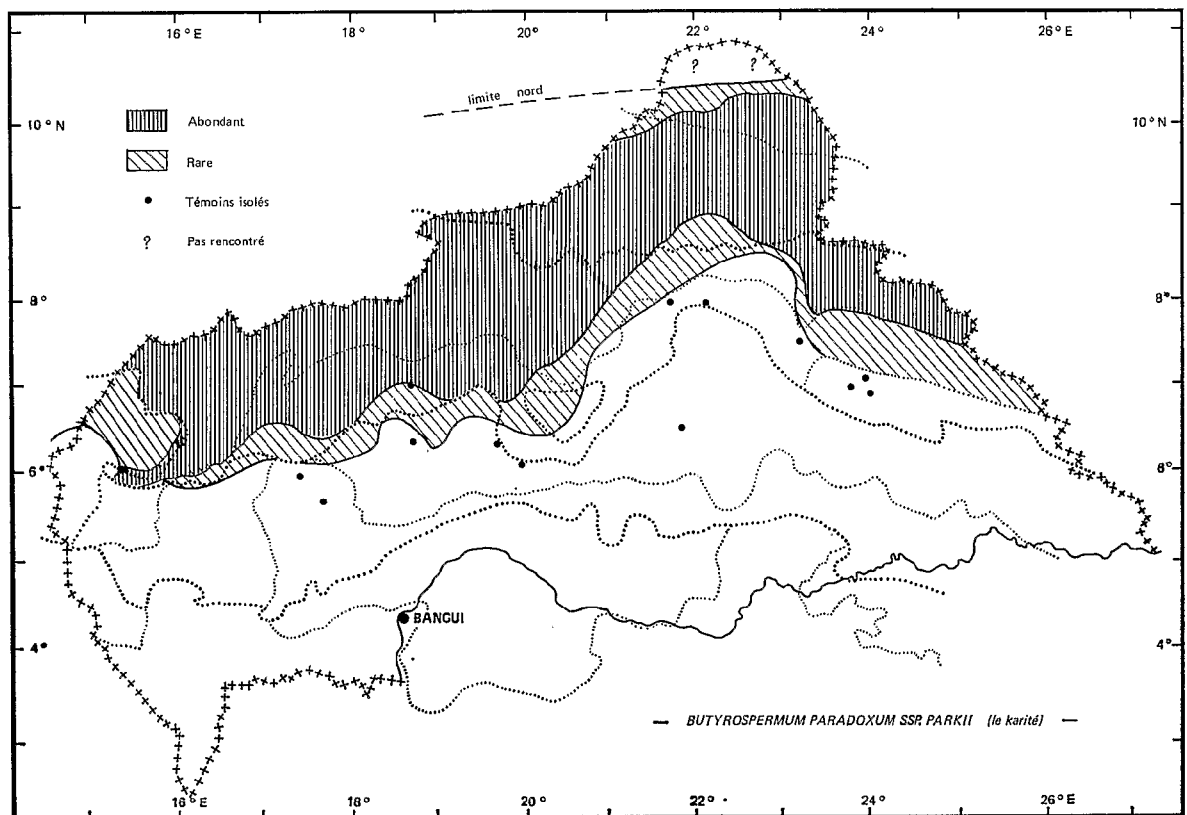 16° E 18° 20° 22° 24° 26° E
? ?
limite nord
10° N 10° N
Abondant
Rare
Témoins isolés
? Pas rencontré
8° 8°
6° 6°
BANGUI
4° 4°
BUTYROSPERMUM PARADOXUM SSP. PARKII (le karité)
16° E 18° 20° 22° 24° 26° E